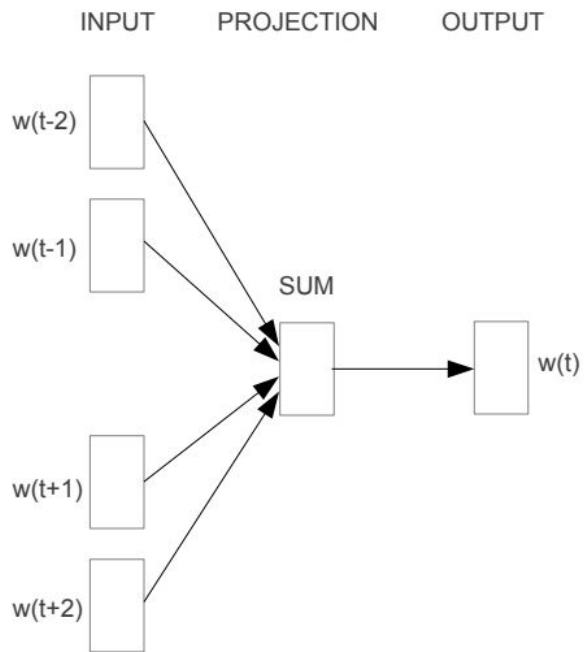 INPUT PROJECTION OUTPUT
w(t-2)
w(t-1)
SUM
w(t)
w(t+1)
w(t+2)